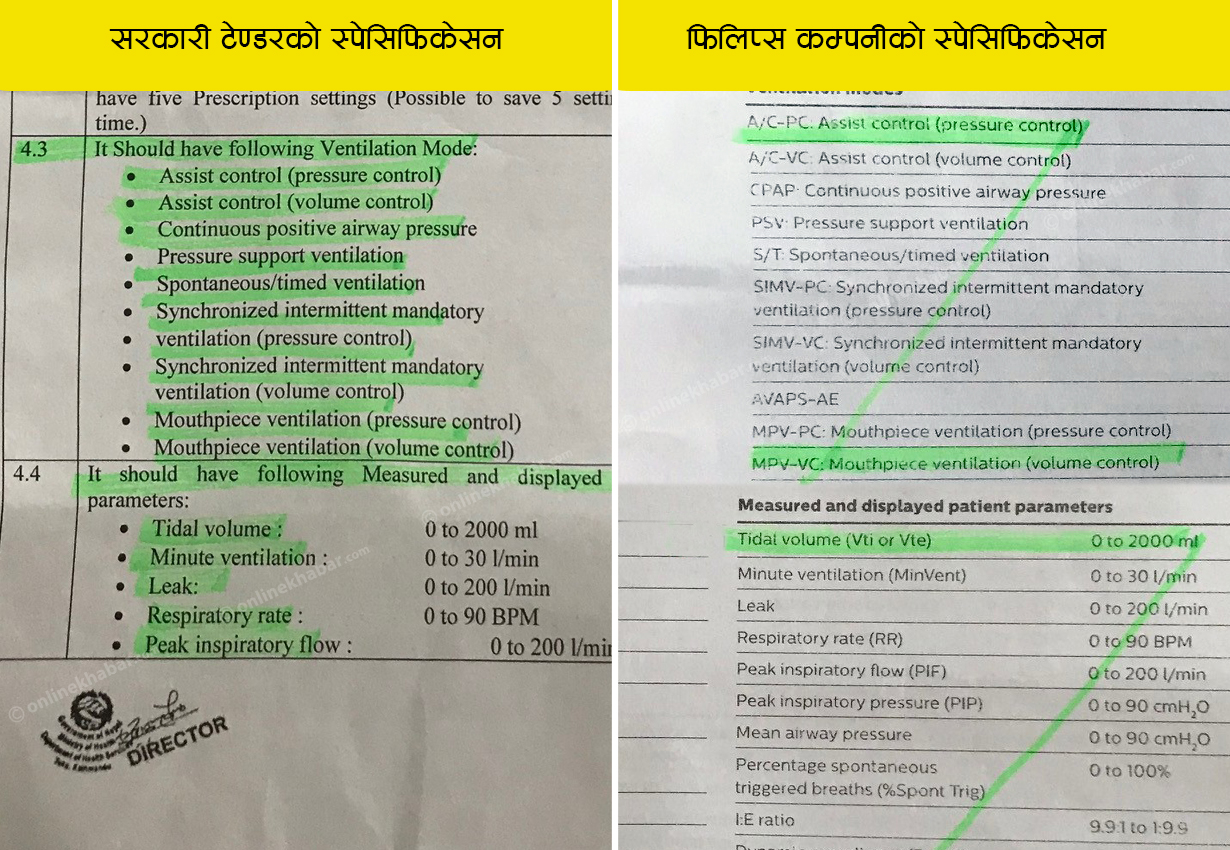 सरकारी टेण्डरको स्पेसिफिकेसन
have five Prescription settings (Possible to save 5
time.)
4.3 It Should have following Ventilation Mode:
• Assist control (pressure control)
• Assist control (volume control)
• Continuous positive airway pressure
• Pressure support ventilation
• Spontaneous/timed ventilation
• Synchronized intermittent mandatory
• ventilation (pressure control)
• Synchronized intermittent mandatory
ventilation (volume control)
• Mouthpiece ventilation (pressure control)
• Mouthpiece ventilation (volume control)
4.4 It should have following Measured and displayed
parameters:
• Tidal volume : 0 to 2000 ml
• Minute ventilation : 0 to 30 l/min
• Leak: 0 to 200 l/min
• Respiratory rate : 0 to 90 BPM
• Peak inspiratory flow : 0 to 200
© onlinekhabar.com
DIRECTOR
फिलिप्स कम्पनीको स्पेसिफिकेसन
A/C-PC: Assist control (pressure control)
A/C-VC: Assist control (volume control)
CPAP: Continuous positive airway pressure
PSV: Pressure support ventilation
S/T: Spontaneous/timed ventilation
SIMV-PC: Synchronized intermittent mandatory
ventilation (pressure control)
SIMV-VC: Synchronized intermittent mandatory
ventilation (volume control)
AVAPS-AE
MPV-PC: Mouthpiece ventilation (pressure control)
MPV-VC: Mouthpiece ventilation (volume control)
Measured and displayed patient parameters
Tidal volume (Vti or Vte) 0 to 2000 ml
Minute ventilation (MinVent) 0 to 30 l/min
Leak 0 to 200 l/min
Respiratory rate (RR) 0 to 90 BPM
Peak inspiratory flow (PIF) 0 to 200 l/min
Peak inspiratory pressure (PIP) 0 to 90 cmH₂O
Mean airway pressure 0 to 90 cmH₂O
Percentage spontaneous 0 to 100%
triggered breaths (%Spont Trig)
I:E ratio 9.9:1 to 1:9.9